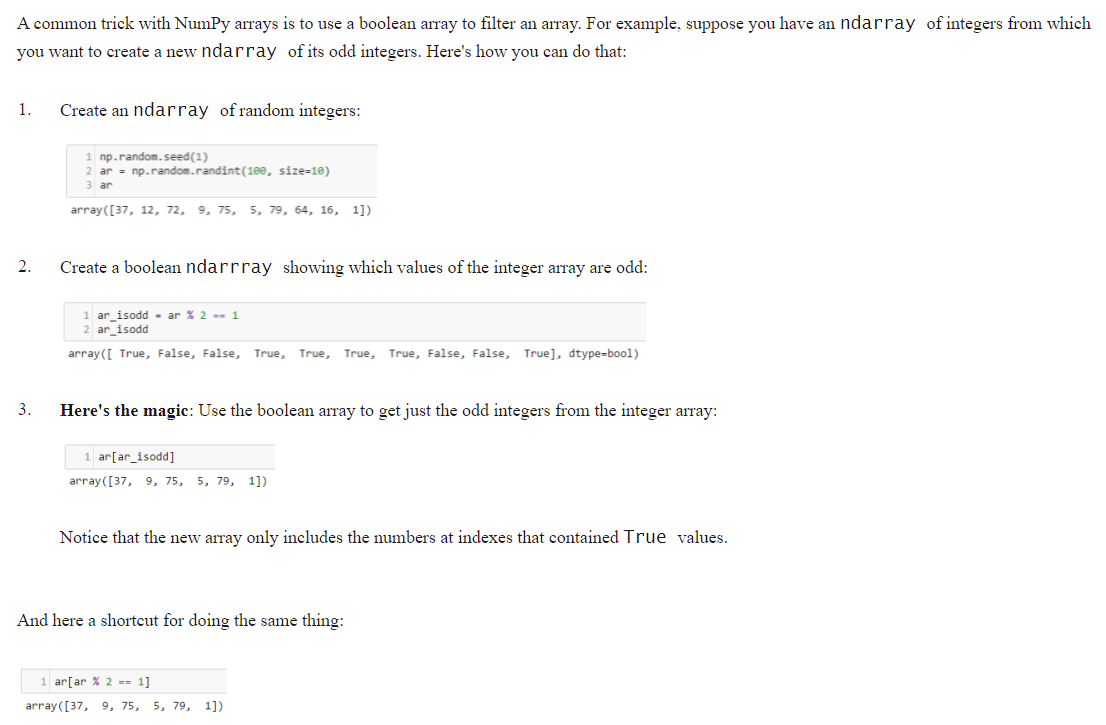 A common trick with NumPy arrays is to use a boolean array to filter an array. For example, suppose you have an ndarray of integers from which
you want to create a new ndarray of its odd integers. Here's how you can do that:
1. Create an ndarray of random integers:
1 np.random.seed(1)
2 ar = np.random.randint(100, size=10)
3 ar
array([37, 12, 72,  9, 75,  5, 79, 64, 16,  1])
2. Create a boolean ndarrray showing which values of the integer array are odd:
1 ar_isodd = ar % 2 == 1
2 ar_isodd
array([ True, False, False,  True,  True,  True,  True, False, False,  True], dtype=bool)
3. Here's the magic: Use the boolean array to get just the odd integers from the integer array:
1 ar[ar_isodd]
array([37,  9, 75,  5, 79,  1])
Notice that the new array only includes the numbers at indexes that contained True values.
And here a shortcut for doing the same thing:
1 ar[ar % 2 == 1]
array([37,  9, 75,  5, 79,  1])